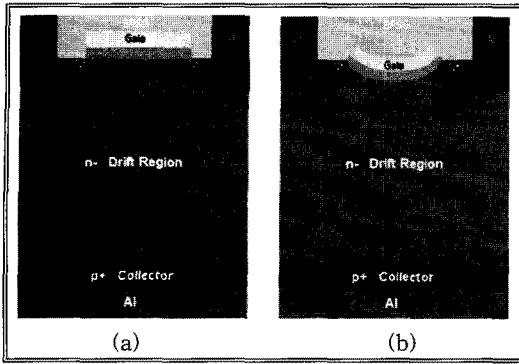 Gate
Gate
n- Drift Region
n- Drift Region
p+ Collector
p+ Collector
Al
Al
(a)
(b)